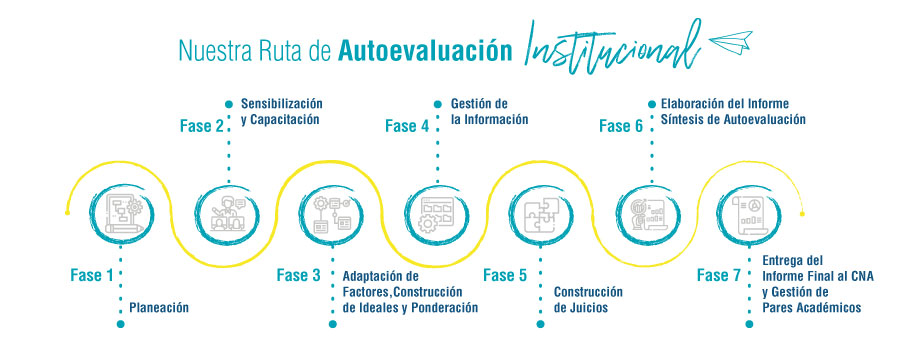 Nuestra Ruta de Autoevaluación Institucional
Fase 1
Planeación
Fase 2
Sensibilización
y Capacitación
Fase 3
Adaptación de
Factores,Construcción
de Ideales y Ponderación
Fase 4
Gestión de
la Información
Fase 5
Construcción
de Juicios
Fase 6
Elaboración del Informe
Síntesis de Autoevaluación
Fase 7
Entrega del
Informe Final al CNA
y Gestión de
Pares Académicos